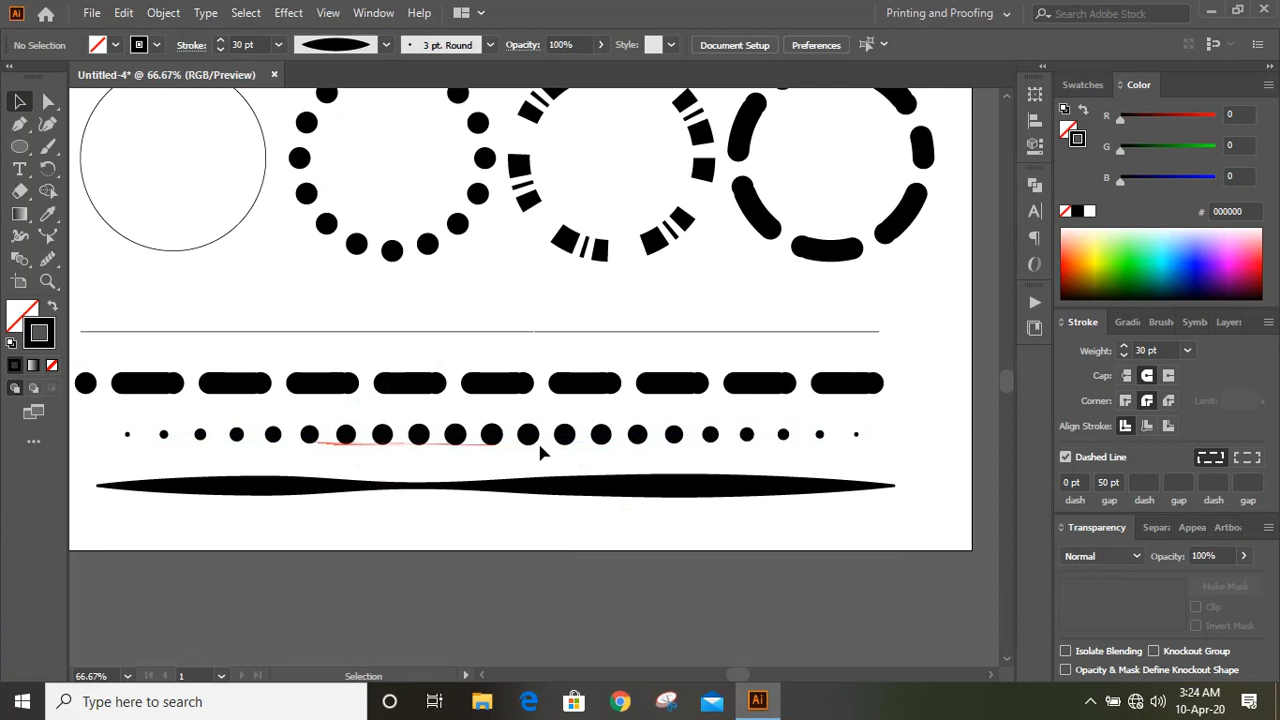 Ai File Edit Object Type Select Effect View Window Help Printing and Proofing Search Adobe Stock
No Selection Stroke: 30 pt 3 pt. Round Opacity: 100% Style: Document Setup Preferences
Untitled-4* @ 66.67% (RGB/Preview)
Swatches Color
R 0
G 0
B 0
# 000000
Stroke Gradi Brush Symb Layers
Weight: 30 pt
Cap:
Corner: Limit:
Align Stroke:
Dashed Line
0 pt 50 pt
dash gap dash gap dash gap
Transparency Separ Appea Artbo
Normal Opacity: 100%
Make Mask
Clip
Invert Mask
Isolate Blending Knockout Group
Opacity & Mask Define Knockout Shape
66.67% 1 Selection
Type here to search
Ai
3:24 AM
10-Apr-20